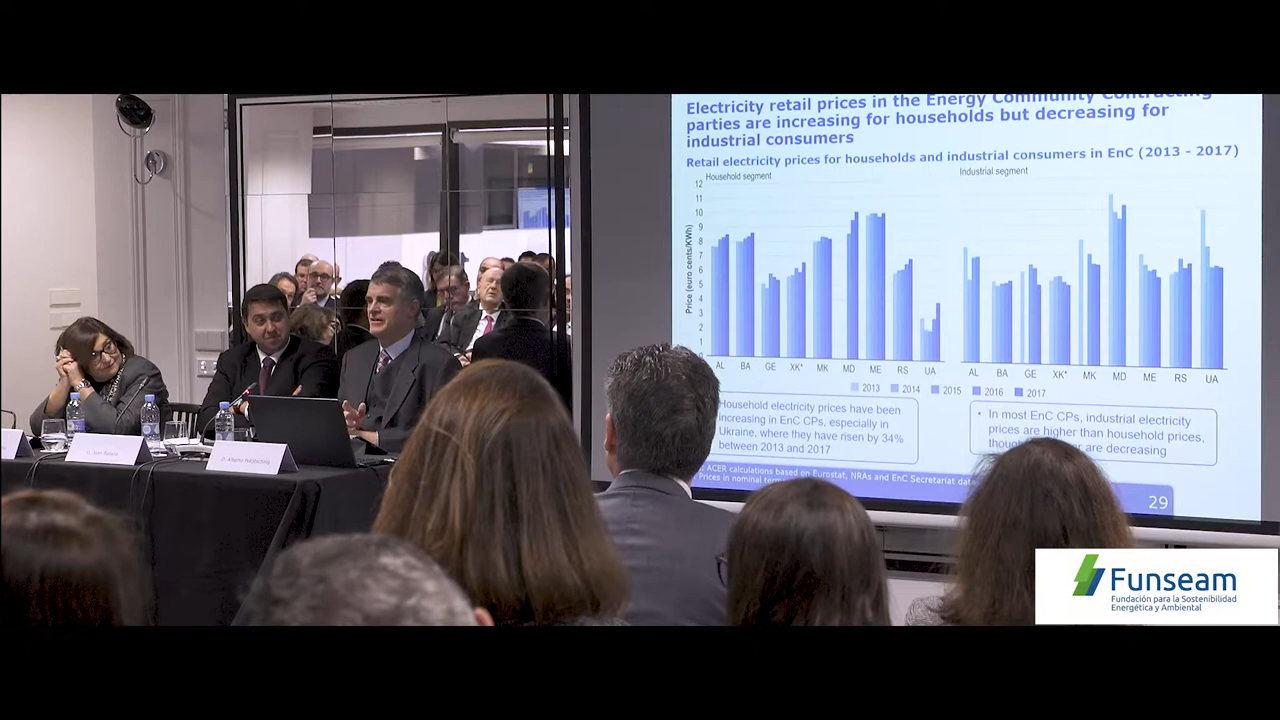 Electricity retail prices in the Energy Community Contracting
parties are increasing for households but decreasing for
industrial consumers
Retail electricity prices for households and industrial consumers in EnC (2013 - 2017)
Household segment
Industrial segment
Price (euro cents/KWh)
12
11
10
9
8
7
6
5
4
3
2
1
AL BA GE XK* MK MD ME RS UA
AL BA GE XK* MK MD ME RS UA
2013 2014 2015 2016 2017
Household electricity prices have been
increasing in EnC CPs, especially in
Ukraine, where they have risen by 34%
between 2013 and 2017
• In most EnC CPs, industrial electricity
prices are higher than household prices,
are decreasing
ACER calculations based on Eurostat, NRAs and EnC Secretariat data
Prices in nominal
29
Funseam
Fundación para la Sostenibilidad
Energética y Ambiental